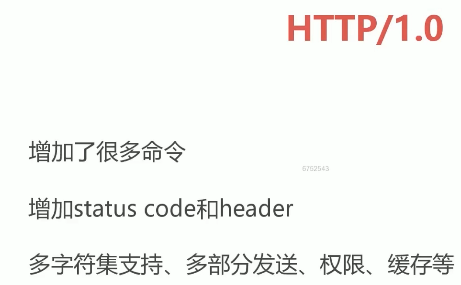 HTTP/1.0
增加了很多命令
6752543
增加status code和header
多字符集支持、多部分发送、权限、缓存等